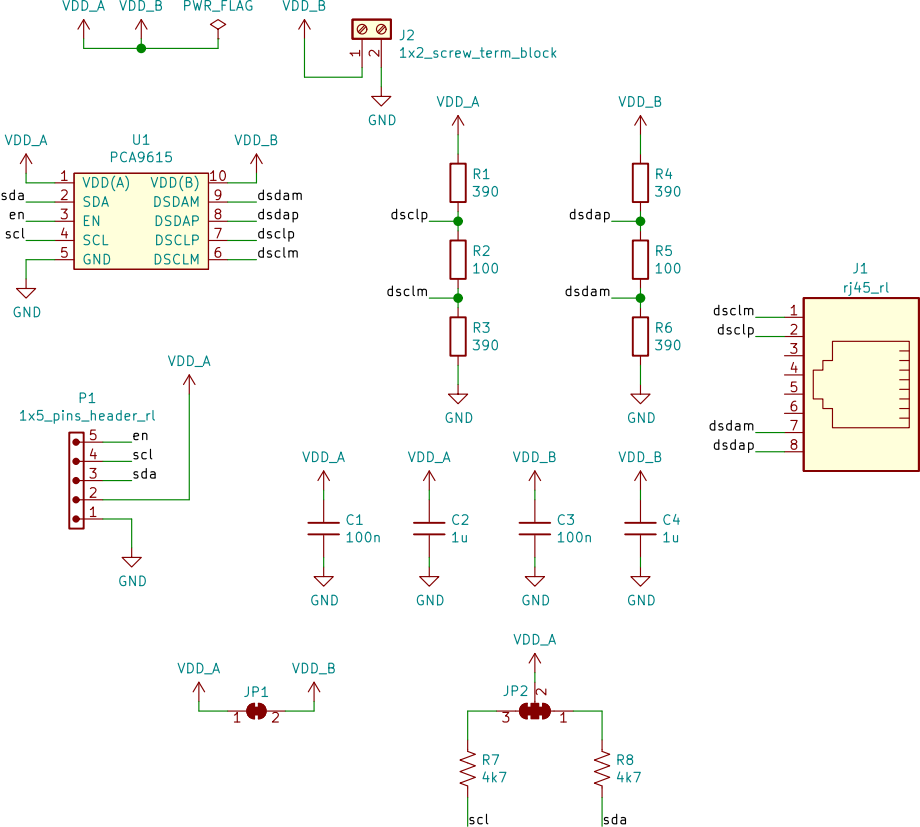 VDD_A
VDD_B
PWR_FLAG
VDD_B
J2
1x2_screw_term_block
1
2
GND
VDD_A
U1
PCA9615
VDD_B
1 VDD(A) VDD(B) 10
sda 2 SDA DSDAM 9 dsdam
en 3 EN DSDAP 8 dsdap
scl 4 SCL DSCLP 7 dsclp
5 GND DSCLM 6 dsclm
GND
VDD_A
R1
390
dsclp
R2
100
dsclm
R3
390
GND
VDD_B
R4
390
dsdap
R5
100
dsdam
R6
390
GND
J1
rj45_rl
dsclm 1
dsclp 2
3
4
5
6
dsdam 7
dsdap 8
VDD_A
P1
1x5_pins_header_rl
5 en
4 scl
3 sda
2
1
GND
VDD_A
C1
100n
GND
VDD_A
C2
1u
GND
VDD_B
C3
100n
GND
VDD_B
C4
1u
GND
VDD_A
JP1
VDD_B
1 2
VDD_A
JP2
2
3 1
R7
4k7
scl
R8
4k7
sda